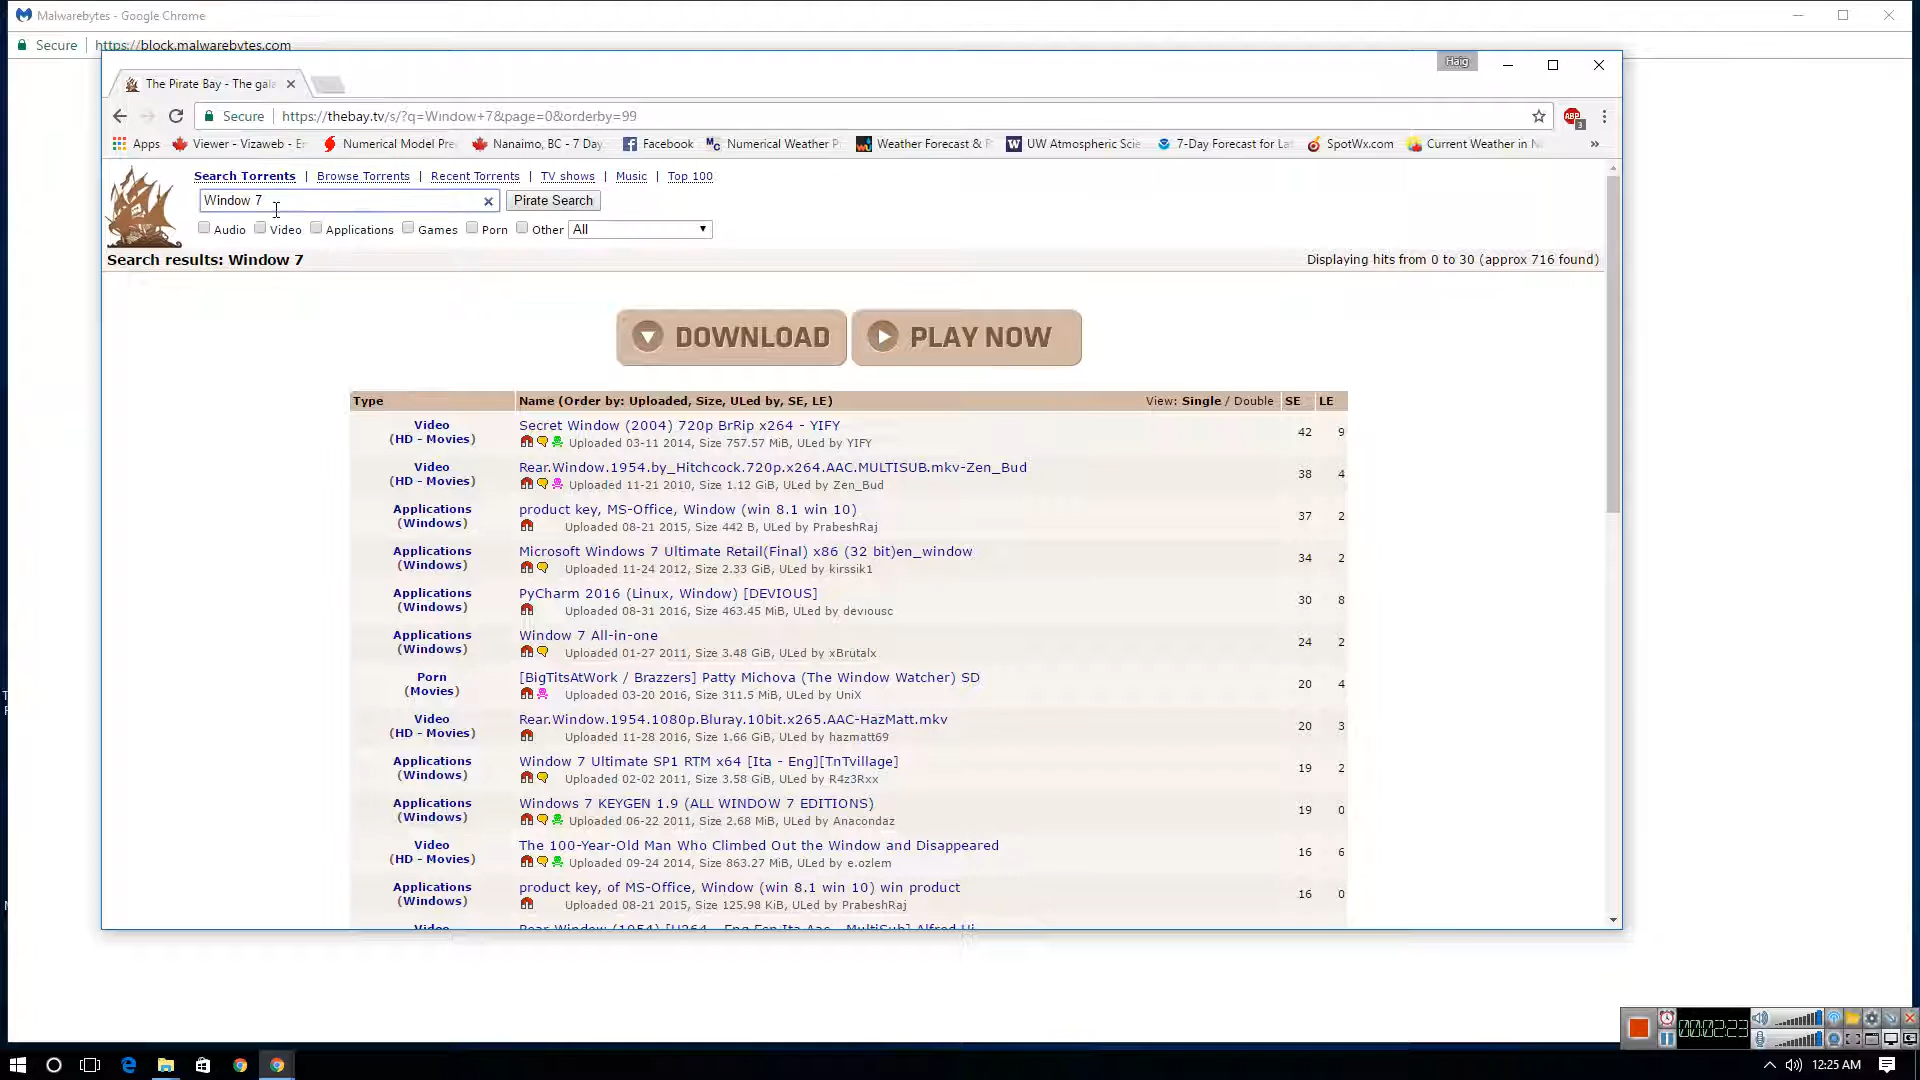 Malwarebytes - Google Chrome
Secure https://block.malwarebytes.com
Haig
The Pirate Bay - The gala
Secure https://thebay.tv/s/?q=Window+7&page=0&orderby=99
ABP 3
Apps Viewer - Vizaweb - Er Numerical Model Pre Nanaimo, BC - 7 Day Facebook Numerical Weather P Weather Forecast & R UW Atmospheric Scie 7-Day Forecast for Lat SpotWx.com Current Weather in N »
Search Torrents | Browse Torrents | Recent Torrents | TV shows | Music | Top 100
Window 7 Pirate Search
Audio Video Applications Games Porn Other All
Search results: Window 7 Displaying hits from 0 to 30 (approx 716 found)
DOWNLOAD PLAY NOW
Type Name (Order by: Uploaded, Size, ULed by, SE, LE) View: Single / Double SE LE
Video Secret Window (2004) 720p BrRip x264 - YIFY 42 9
(HD - Movies) Uploaded 03-11 2014, Size 757.57 MiB, ULed by YIFY
Video Rear.Window.1954.by_Hitchcock.720p.x264.AAC.MULTISUB.mkv-Zen_Bud 38 4
(HD - Movies) Uploaded 11-21 2010, Size 1.12 GiB, ULed by Zen_Bud
Applications product key, MS-Office, Window (win 8.1 win 10) 37 2
(Windows) Uploaded 08-21 2015, Size 442 B, ULed by PrabeshRaj
Applications Microsoft Windows 7 Ultimate Retail(Final) x86 (32 bit)en_window 34 2
(Windows) Uploaded 11-24 2012, Size 2.33 GiB, ULed by kirssik1
Applications PyCharm 2016 (Linux, Window) [DEVIOUS] 30 8
(Windows) Uploaded 08-31 2016, Size 463.45 MiB, ULed by deviousc
Applications Window 7 All-in-one 24 2
(Windows) Uploaded 01-27 2011, Size 3.48 GiB, ULed by xBrutalx
Porn [BigTitsAtWork / Brazzers] Patty Michova (The Window Watcher) SD 20 4
(Movies) Uploaded 03-20 2016, Size 311.5 MiB, ULed by UniX
Video Rear.Window.1954.1080p.Bluray.10bit.x265.AAC-HazMatt.mkv 20 3
(HD - Movies) Uploaded 11-28 2016, Size 1.66 GiB, ULed by hazmatt69
Applications Window 7 Ultimate SP1 RTM x64 [Ita - Eng][TnTvillage] 19 2
(Windows) Uploaded 02-02 2011, Size 3.58 GiB, ULed by R4z3Rxx
Applications Windows 7 KEYGEN 1.9 (ALL WINDOW 7 EDITIONS) 19 0
(Windows) Uploaded 06-22 2011, Size 2.68 MiB, ULed by Anacondaz
Video The 100-Year-Old Man Who Climbed Out the Window and Disappeared 16 6
(HD - Movies) Uploaded 09-24 2014, Size 863.27 MiB, ULed by e.ozlem
Applications product key, of MS-Office, Window (win 8.1 win 10) win product 16 0
(Windows) Uploaded 08-21 2015, Size 125.98 KiB, ULed by PrabeshRaj
00:02:23
12:25 AM